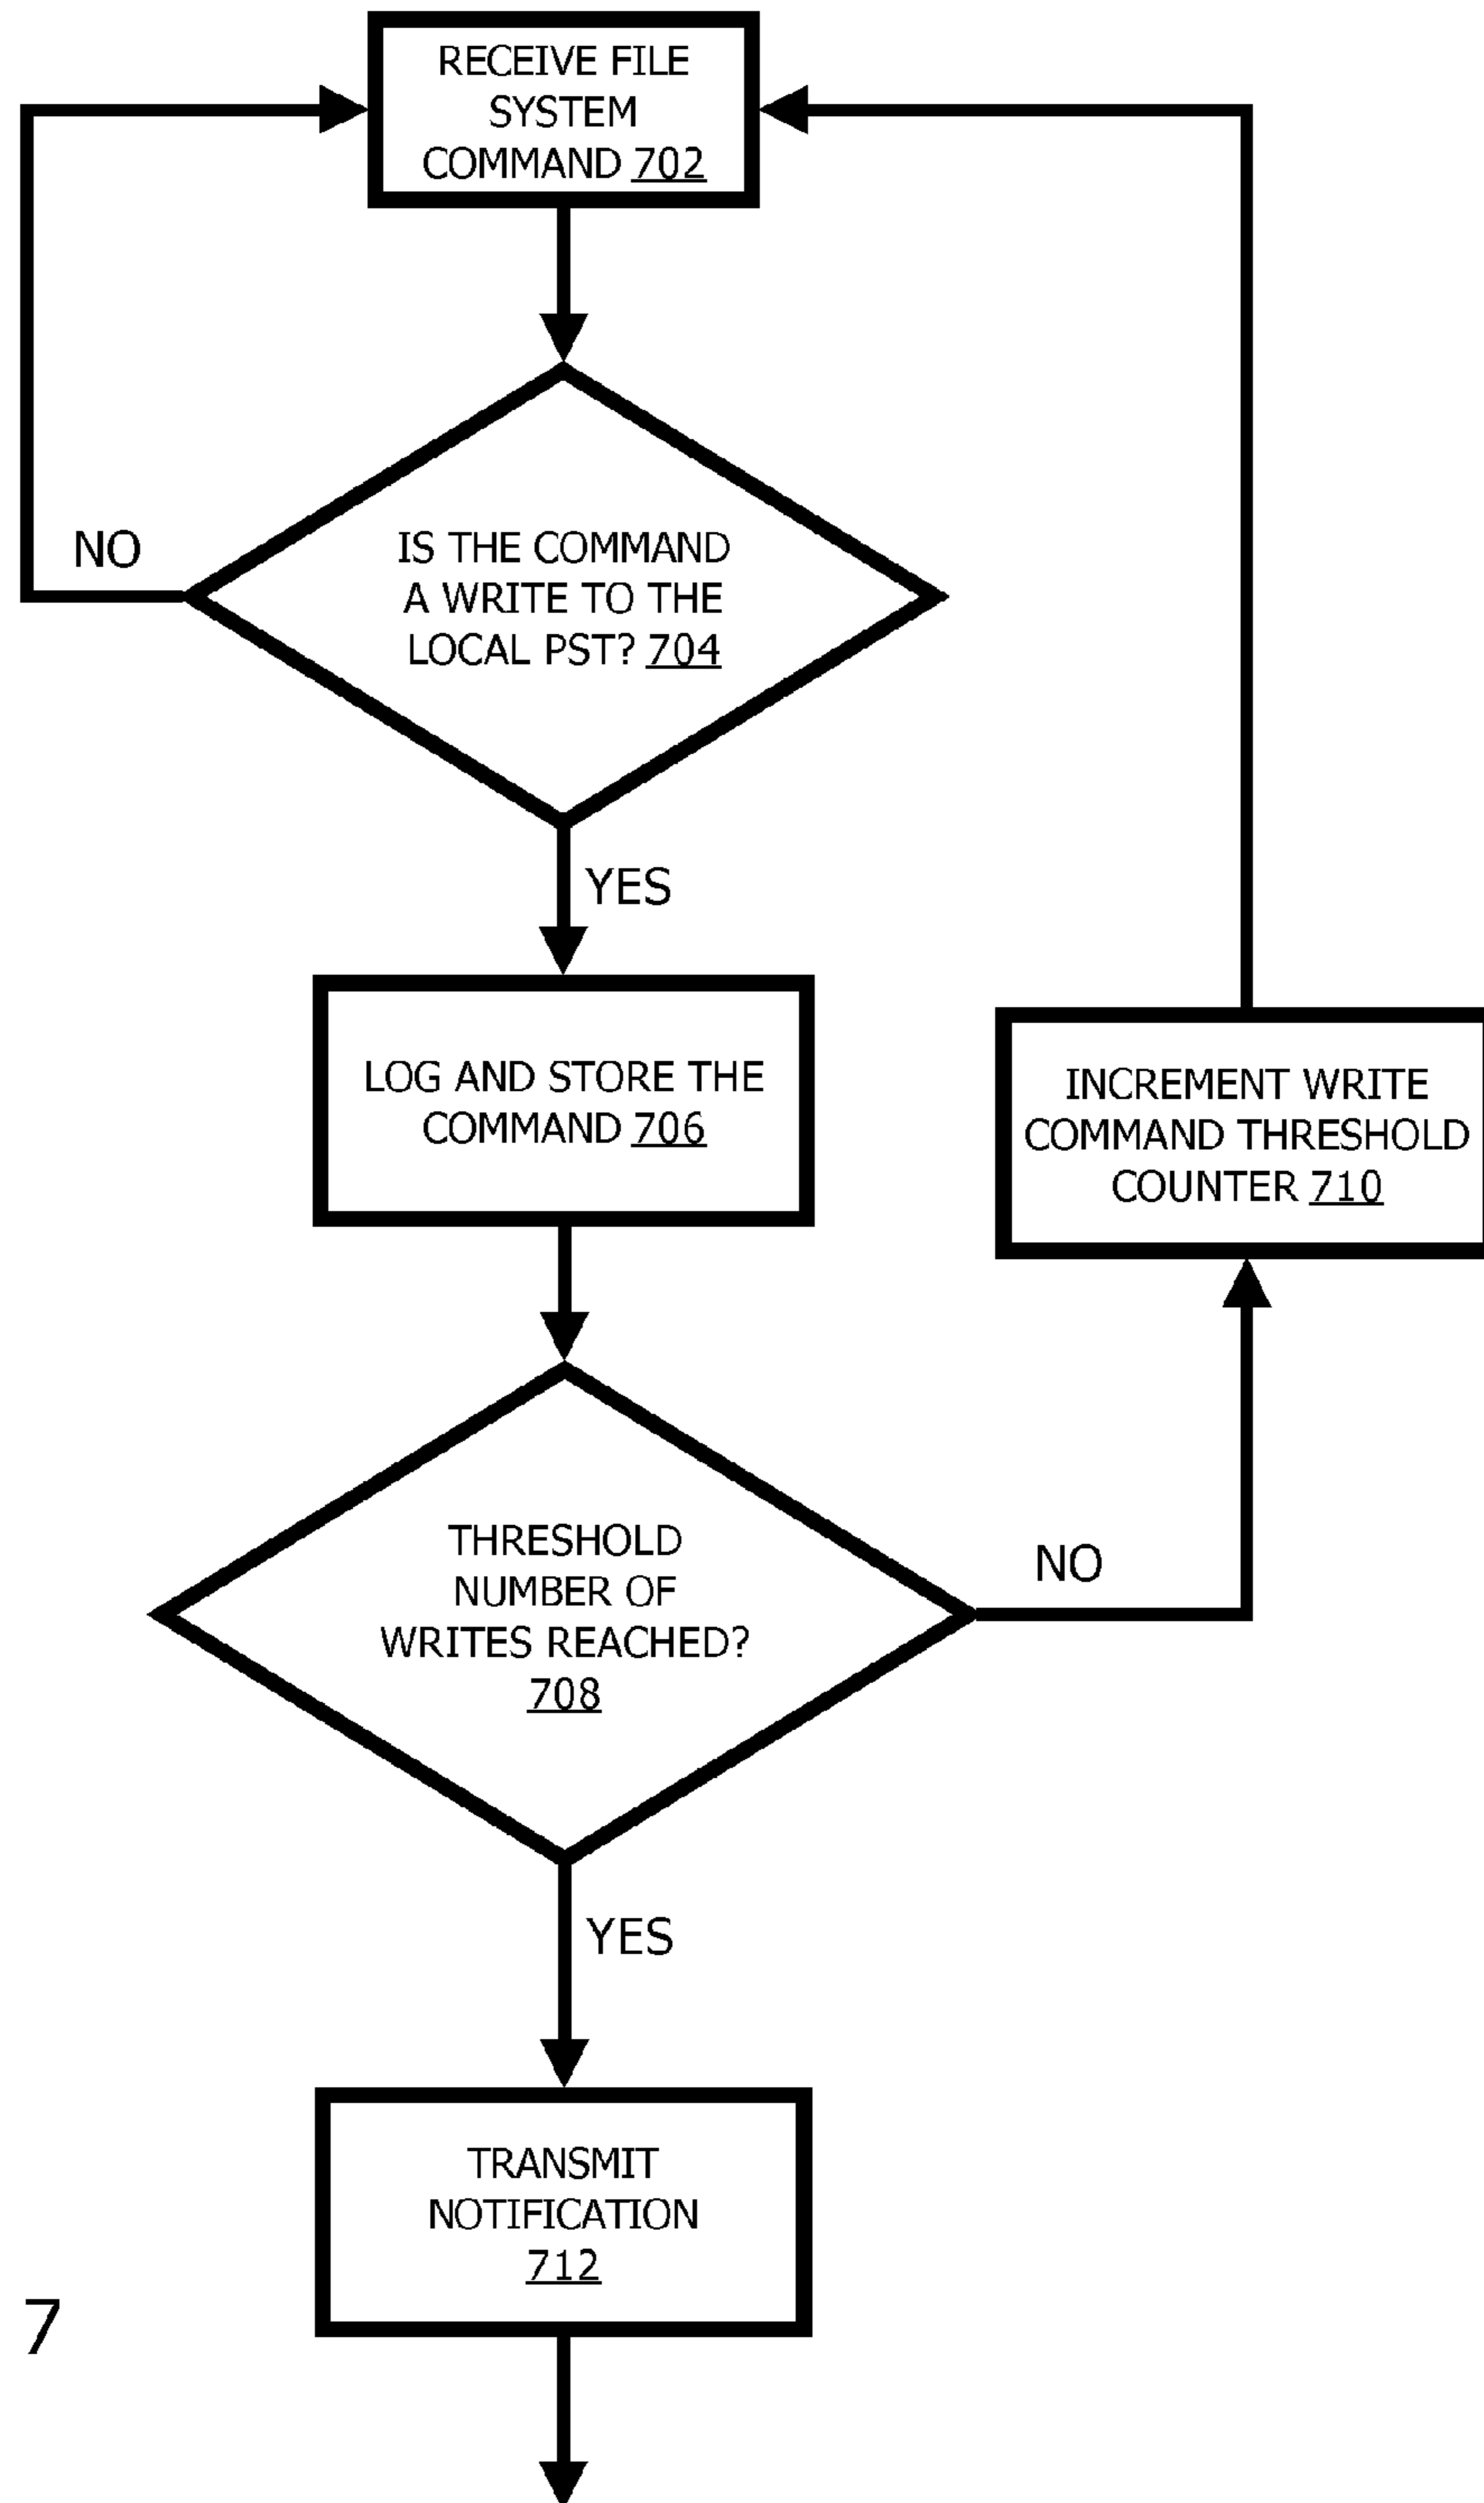 RECEIVE FILE
SYSTEM
COMMAND 702
NO
IS THE COMMAND
A WRITE TO THE
LOCAL PST? 704
YES
LOG AND STORE THE
COMMAND 706
INCREMENT WRITE
COMMAND THRESHOLD
COUNTER 710
THRESHOLD
NUMBER OF
WRITES REACHED?
708
NO
YES
TRANSMIT
NOTIFICATION
712
7